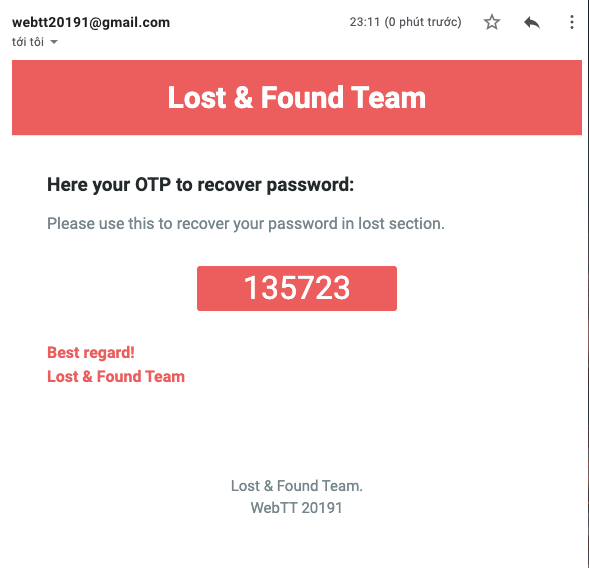 webtt20191@gmail.com 23:11 (0 phút trước)
tới tôi
Lost & Found Team
Here your OTP to recover password:
Please use this to recover your password in lost section.
135723
Best regard!
Lost & Found Team
Lost & Found Team.
WebTT 20191